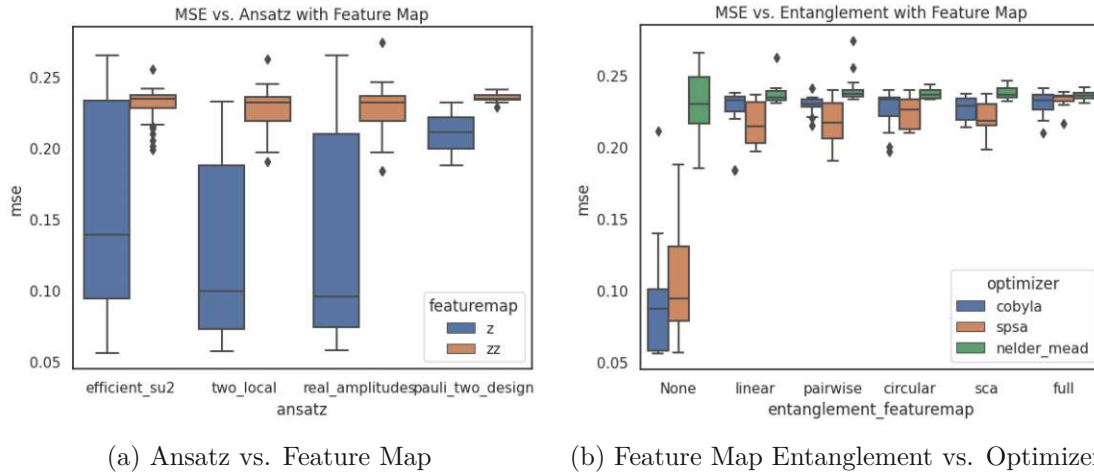 MSE vs. Ansatz with Feature Map
mse
0.25
0.20
0.15
0.10
0.05
featuremap
z
zz
efficient_su2 two_local real_amplitudes pauli_two_design
ansatz
(a) Ansatz vs. Feature Map
MSE vs. Entanglement with Feature Map
mse
0.25
0.20
0.15
0.10
0.05
optimizer
cobyla
spsa
nelder_mead
None linear pairwise circular sca full
entanglement_featuremap
(b) Feature Map Entanglement vs. Optimizer